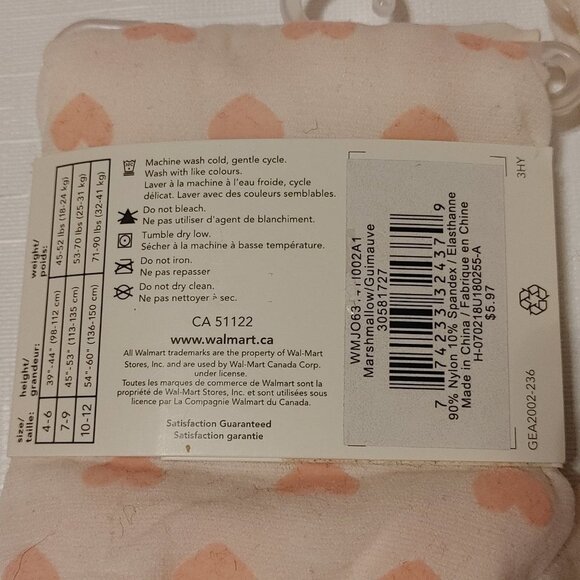 Machine wash cold, gentle cycle.
Wash with like colours.
Laver à la machine à l'eau froide, cycle
délicat. Laver avec des couleurs semblables.
Do not bleach.
Ne pas utiliser d'agent de blanchiment.
Tumble dry low.
Sécher à la machine à basse température.
Do not iron.
Ne pas repasser
Do not dry clean.
Ne pas nettoyer à sec.
CA 51122
www.walmart.ca
All Walmart trademarks are the property of Wal-Mart
Stores, Inc. and are used by Wal-Mart Canada Corp.
under license.
Toutes les marques de commerce de Walmart sont la
propriété de Wal-Mart Stores, Inc. et sont utilisées sous
licence par La Compagnie Walmart du Canada.
Satisfaction Guaranteed
Satisfaction garantie
size/ height/ weight/
taille: grandeur: poids:
4-6 39"-44" (98-112 cm) 45-52 lbs (18-24 kg)
7-9 45"-53" (113-135 cm) 53-70 lbs (25-31 kg)
10-12 54"-60" (136-150 cm) 71-90 lbs (32-41 kg)
Marshmallow/Guimauve
30581727
7 74233 32437 9
90% Nylon 10% Spandex / Elasthanne
Made in China / Fabrique en Chine
H-070218U180255-A
$5.97
3HY
GEA2002-236